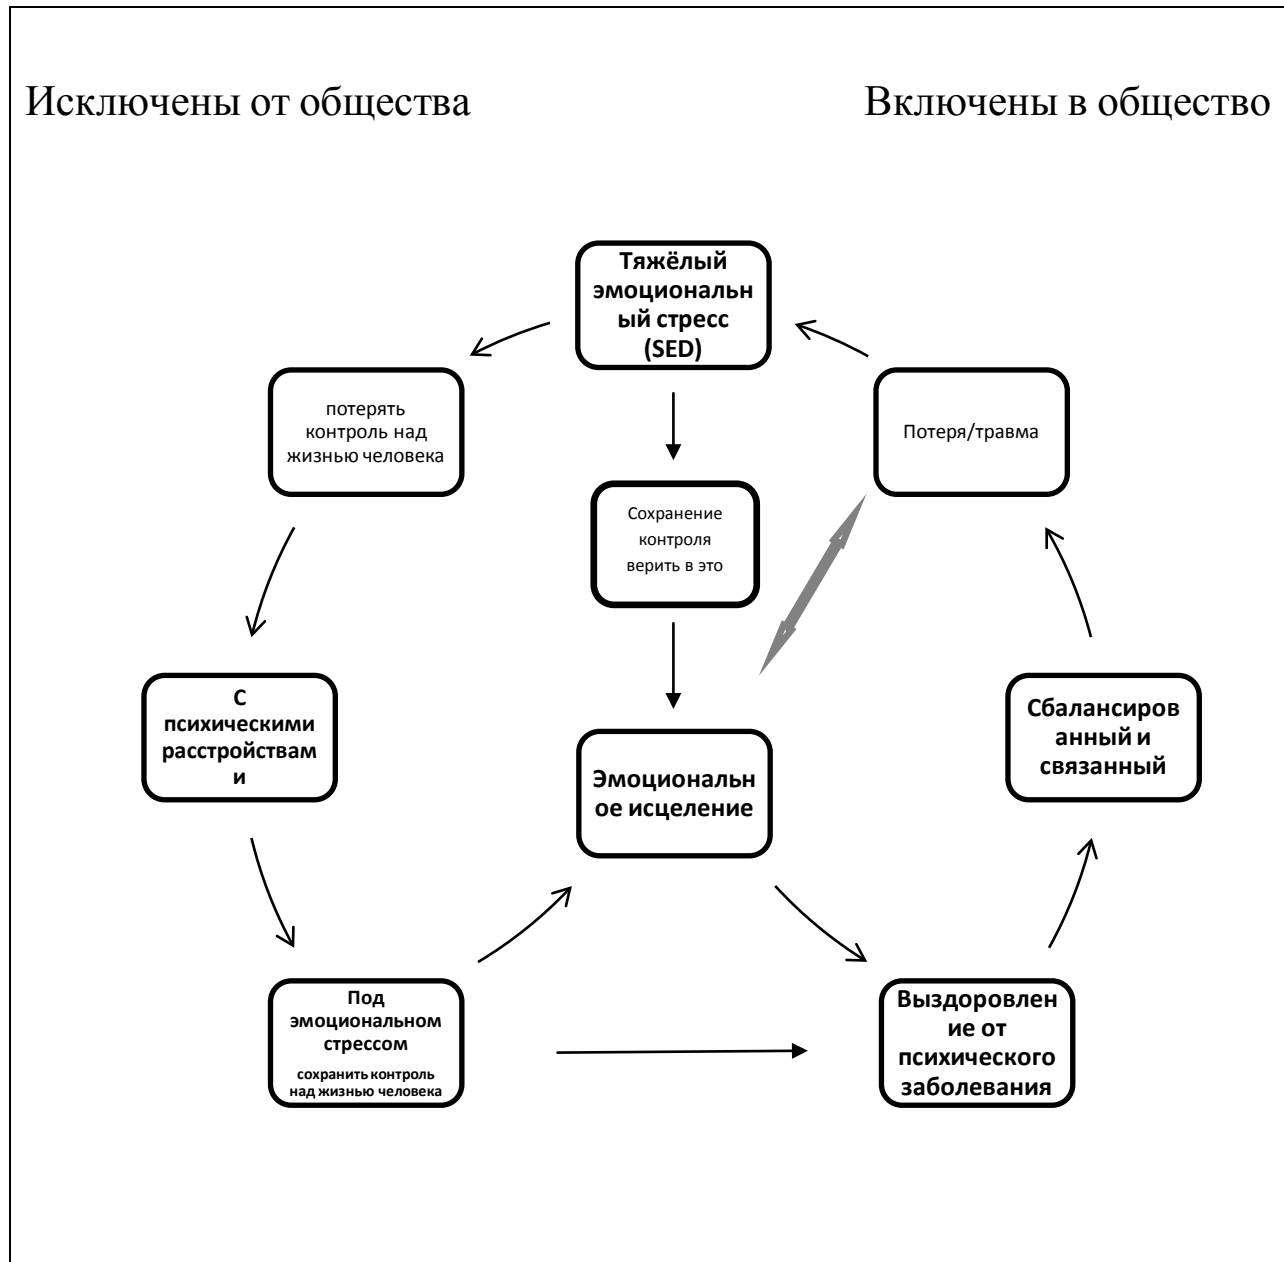 Исключены от общества
Включены в общество
Тяжёлый
эмоциональн
ый стресс
(SED)
потерять
контроль над
жизнью человека
Потеря/травма
Сохранение
контроля
верить в это
С
психическими
расстройствам
и
Эмоциональн
ое исцеление
Сбалансиров
анный и
связанный
Под
эмоциональном
стрессом
сохранить контроль
над жизнью человека
Выздоровлен
ие от
психического
заболевания